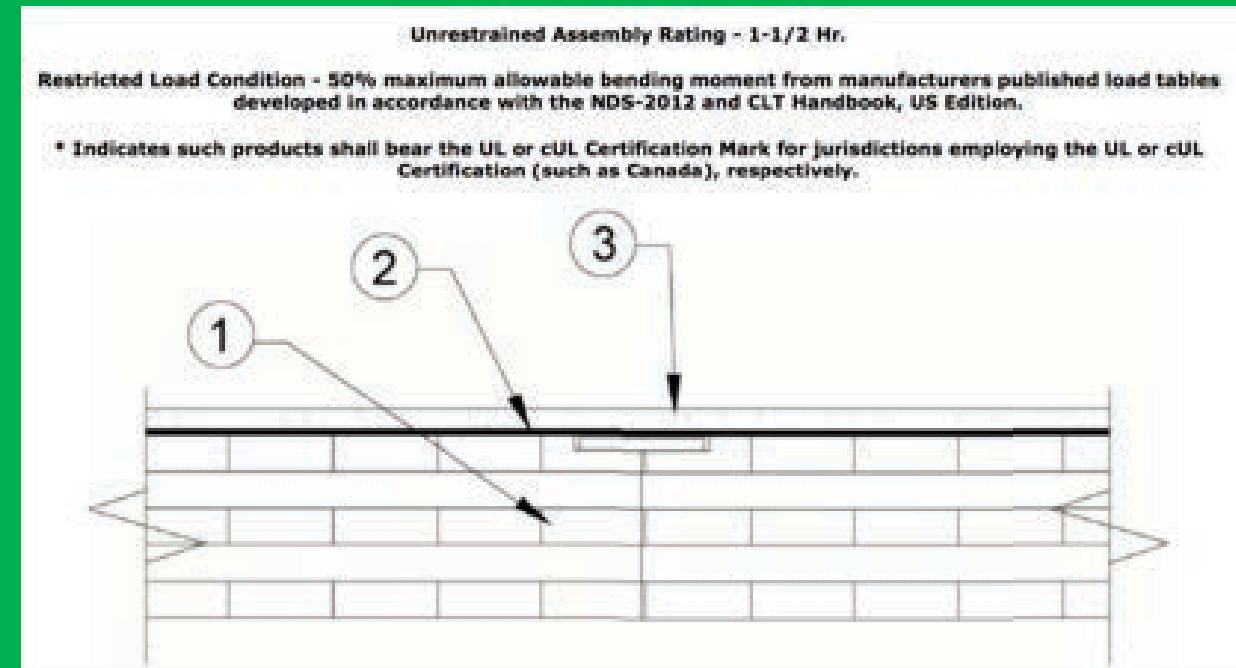 Unrestrained Assembly Rating - 1-1/2 Hr.
Restricted Load Condition - 50% maximum allowable bending moment from manufacturers published load tables
developed in accordance with the NDS-2012 and CLT Handbook, US Edition.
* Indicates such products shall bear the UL or cUL Certification Mark for jurisdictions employing the UL or cUL
Certification (such as Canada), respectively.
3
2
1